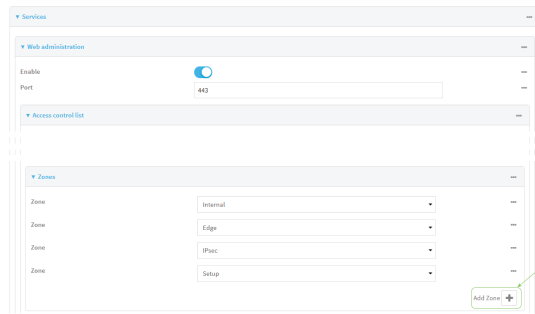 Services
Web administration
Enable
Port 443
Access control list
Zones
Zone Internal
Zone Edge
Zone IPsec
Zone Setup
Add Zone